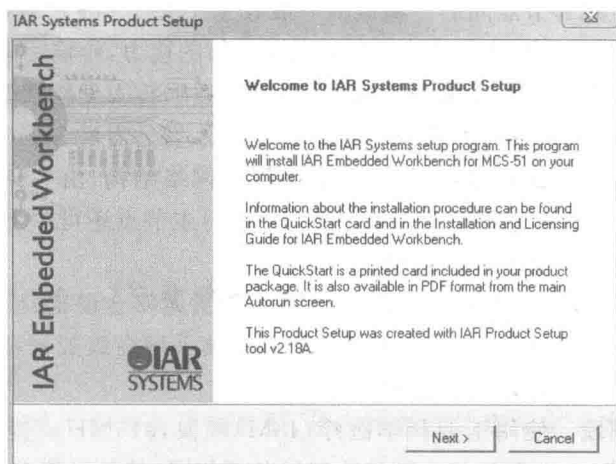 IAR Systems Product Setup
IAR Embedded Workbench
IAR
SYSTEMS
Welcome to IAR Systems Product Setup
Welcome to the IAR Systems setup program. This program
will install IAR Embedded Workbench for MCS-51 on your
computer.
Information about the installation procedure can be found
in the QuickStart card and in the Installation and Licensing
Guide for IAR Embedded Workbench.
The QuickStart is a printed card included in your product
package. It is also available in PDF format from the main
Autorun screen.
This Product Setup was created with IAR Product Setup
tool v2.18A.
Next >
Cancel